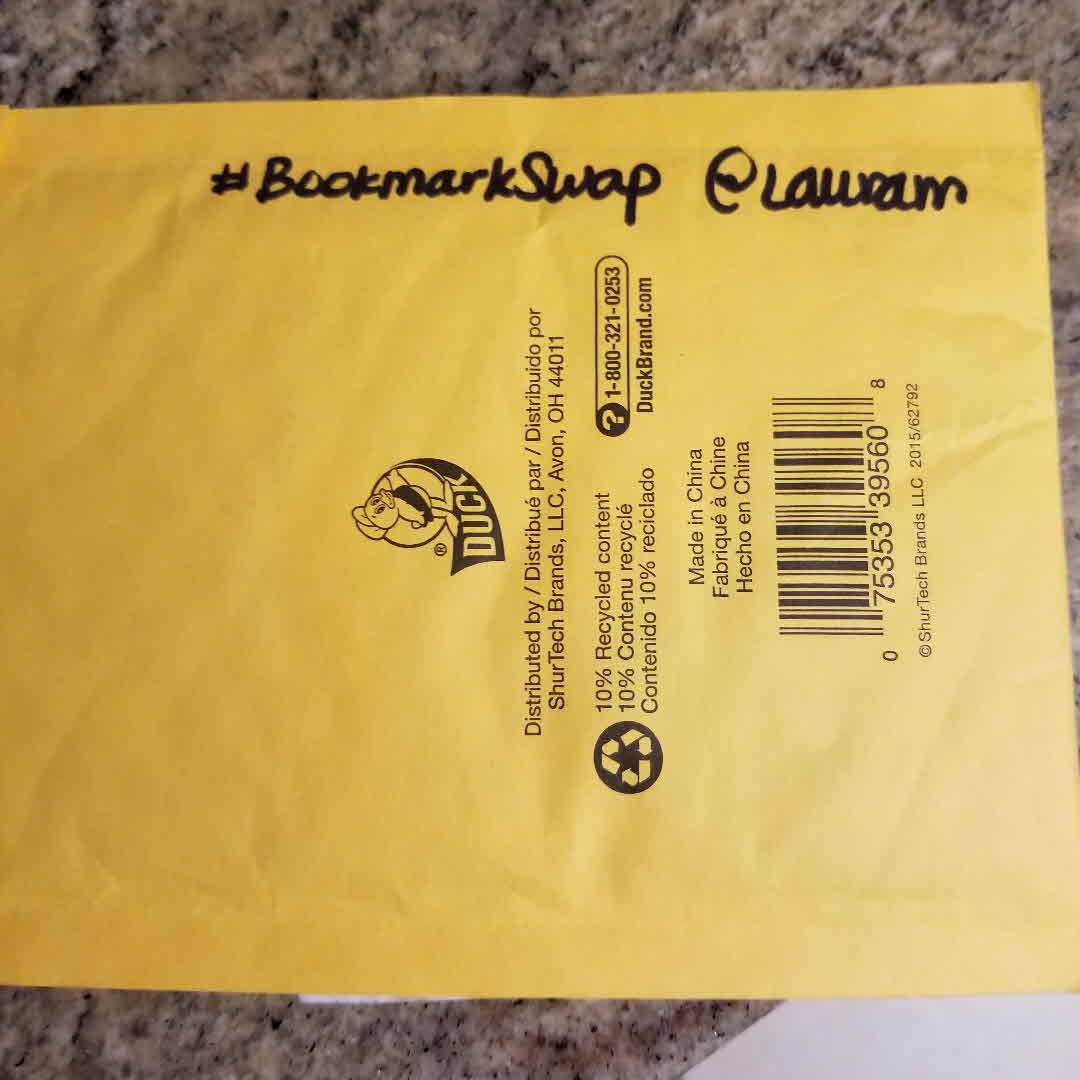 #BookmarkSwap @Lauram
DUCK
®
Distributed by / Distribué par / Distribuido por
ShurTech Brands, LLC, Avon, OH 44011
10% Recycled content
10% Contenu recyclé
Contenido 10% reciclado
? 1-800-321-0253
DuckBrand.com
Made in China
Fabriqué à Chine
Hecho en China
0 75353 39560 8
©ShurTech Brands LLC 2015/62792